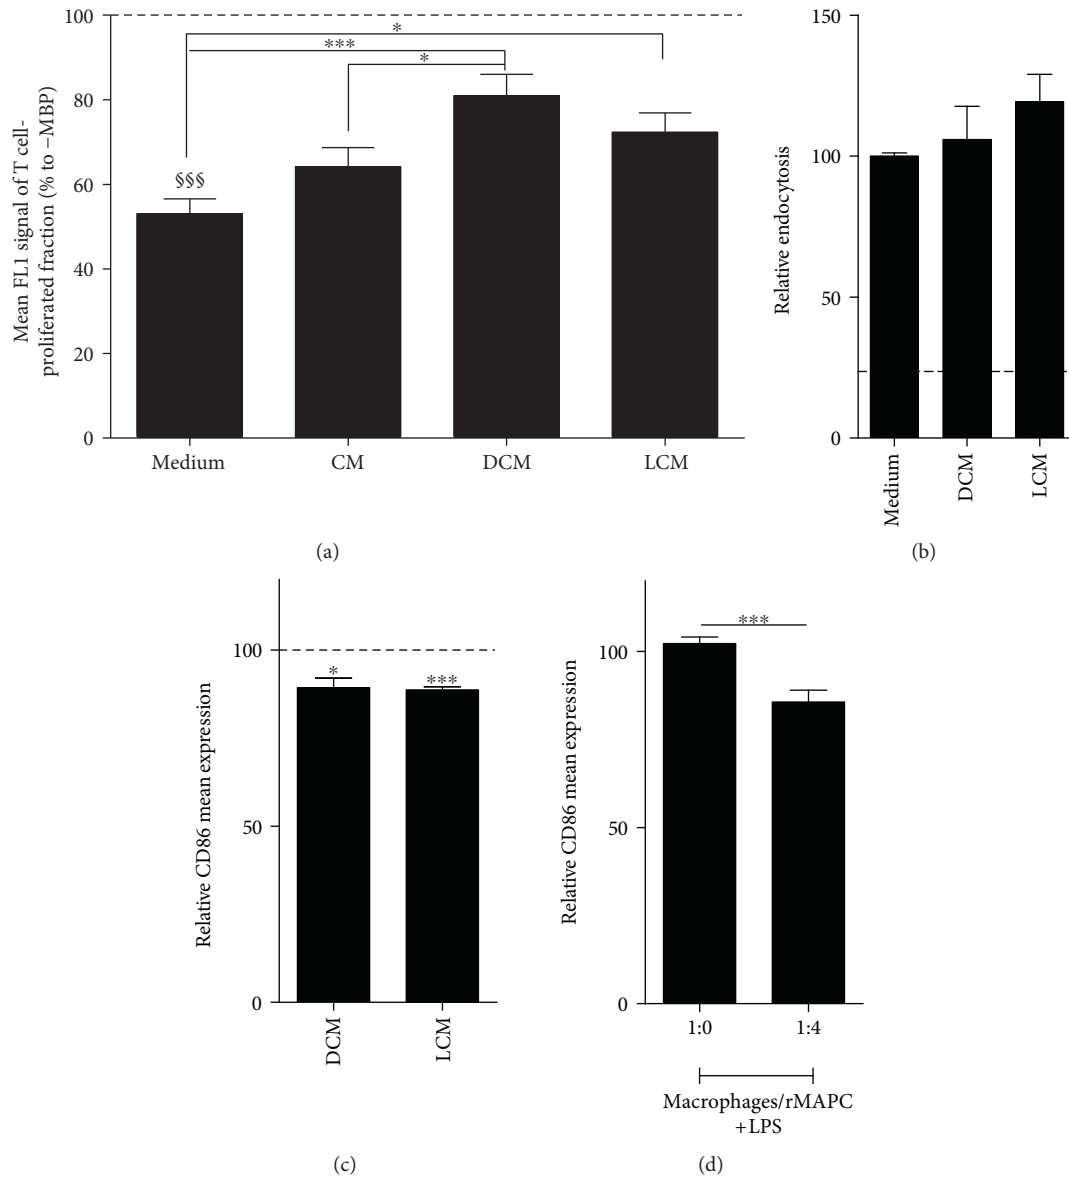 Mean FL1 signal of T cell-
proliferated fraction (% to −MBP)
100
80
60
40
20
0
*
***
*
§§§
Medium CM DCM LCM
(a)
Relative endocytosis
150
100
50
0
Medium DCM LCM
(b)
Relative CD86 mean expression
100
50
0
* ***
DCM LCM
(c)
Relative CD86 mean expression
100
50
0
***
1:0 1:4
Macrophages/rMAPC
+LPS
(d)